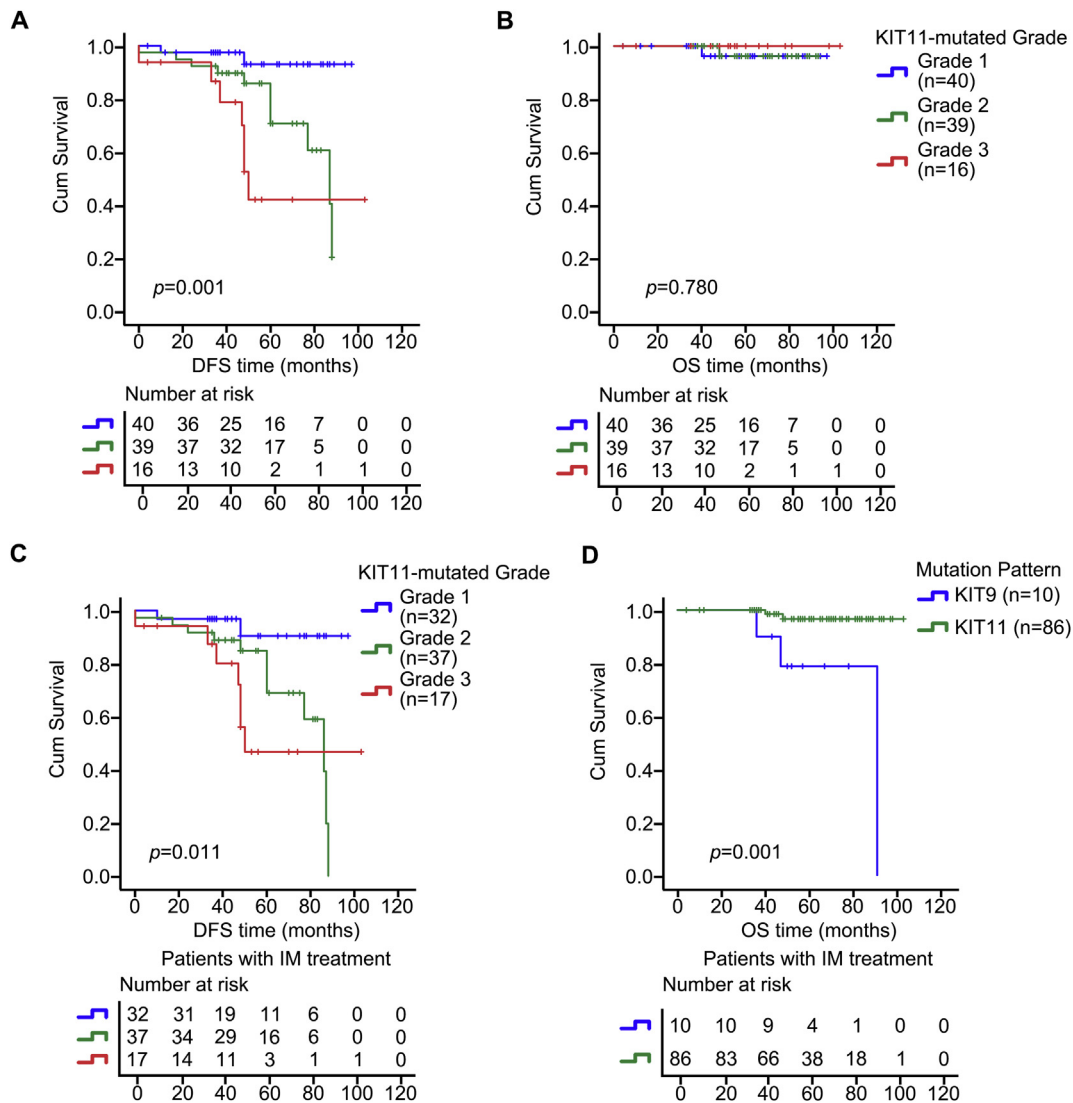 A
1.0
0.8
0.6
0.4
0.2
0.0
Cum Survival
p=0.001
0 20 40 60 80 100 120
DFS time (months)
Number at risk
40 36 25 16 7 0 0
39 37 32 17 5 0 0
16 13 10 2 1 1 0
0 20 40 60 80 100 120
B
1.0
0.8
0.6
0.4
0.2
0.0
Cum Survival
p=0.780
0 20 40 60 80 100 120
OS time (months)
KIT11-mutated Grade
Grade 1
(n=40)
Grade 2
(n=39)
Grade 3
(n=16)
Number at risk
40 36 25 16 7 0 0
39 37 32 17 5 0 0
16 13 10 2 1 1 0
0 20 40 60 80 100 120
C
KIT11-mutated Grade
Grade 1
(n=32)
Grade 2
(n=37)
Grade 3
(n=17)
1.0
0.8
0.6
0.4
0.2
0.0
Cum Survival
p=0.011
0 20 40 60 80 100 120
DFS time (months)
Patients with IM treatment
Number at risk
32 31 19 11 6 0 0
37 34 29 16 6 0 0
17 14 11 3 1 1 0
0 20 40 60 80 100 120
D
Mutation Pattern
KIT9 (n=10)
KIT11 (n=86)
1.0
0.8
0.6
0.4
0.2
0.0
Cum Survival
p=0.001
0 20 40 60 80 100 120
OS time (months)
Patients with IM treatment
Number at risk
10 10 9 4 1 0 0
86 83 66 38 18 1 0
0 20 40 60 80 100 120